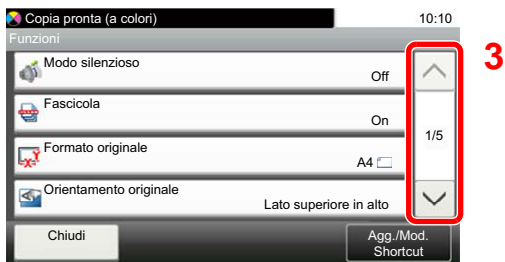 Copia pronta (a colori) 10:10
Funzioni
Modo silenzioso
Off
Fascicola
On
1/5
Formato originale
A4
Orientamento originale
Lato superiore in alto
Chiudi
Agg./Mod.
Shortcut
3